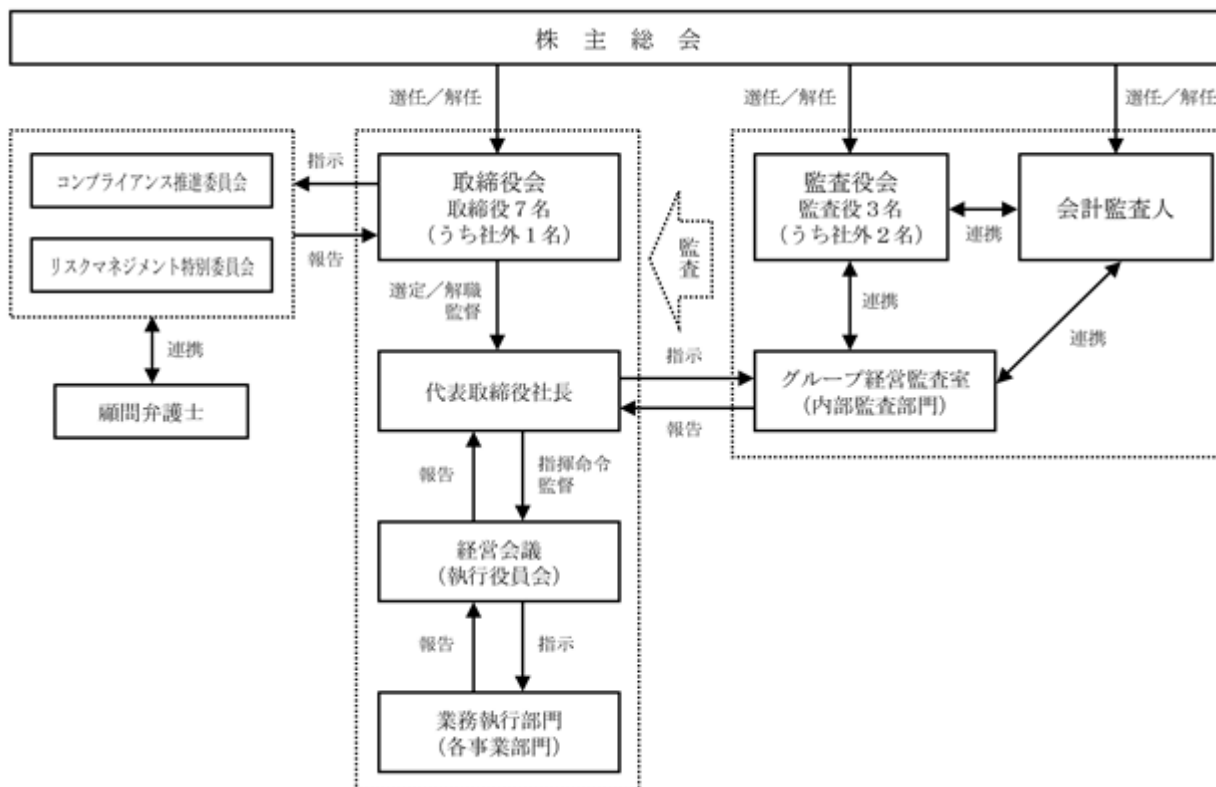 株主総会
選任／解任
選任／解任
選任／解任
コンプライアンス推進委員会
リスクマネジメント特別委員会
指示
報告
連携
顧問弁護士
取締役会
取締役７名
（うち社外１名）
監査
監査役会
監査役３名
（うち社外２名）
連携
会計監査人
選定／解職
監督
連携
連携
代表取締役社長
指示
報告
グループ経営監査室
（内部監査部門）
報告
指揮命令
監督
経営会議
（執行役員会）
報告
指示
業務執行部門
（各事業部門）